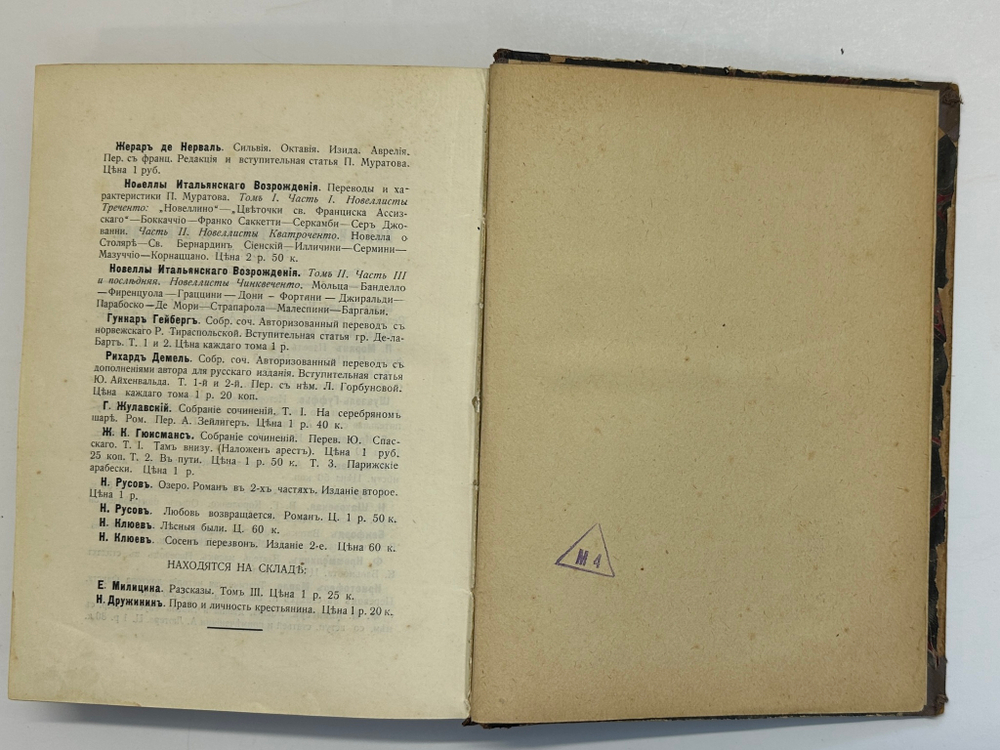 Жераръ де Нерваль. Сильвія. Октавія. Изида. Аврелія.
Пер. съ франц. Редакція и вступительная статья П. Муратова.
Цѣна 1 руб.
Новеллы Итальянскаго Возрожденія. Переводы и ха-
рактеристики П. Муратова. Томъ I. Часть I. Новеллисты
Треченто: „Новеллино“—„Цвѣточки св. Франциска Ассиз-
скаго“—Боккаччіо—Франко Саккетти—Серкамби—Серъ Джо-
ванни. Часть II. Новеллисты Кватроченто. Новелла о
Столярѣ—Св. Бернардинъ Сіенскій—Илличини—Сермини—
Мазуччіо—Корнаццано. Цѣна 2 р. 50 к.
Новеллы Итальянскаго Возрожденія. Томъ II. Часть III
и послѣдняя. Новеллисты Чинквеченто. Мольца—Банделло
—Фиренцуола—Граццини—Дони—Фортини—Джиральди—
Парабоско—Де Мори—Страпарола—Малеспини—Баргальи.
Гуннар Гейбергъ. Собр. соч. Авторизованный переводъ съ
норвежскаго Р. Тираспольской. Вступительная статья гр. Де-ла-
Бартъ. Т. 1 и 2. Цѣна каждаго тома 1 р.
Рихард Демель. Собр. соч. Авторизованный переводъ съ
дополненіями автора для русскаго изданія. Вступительная статья
Ю. Айхенвальда. Т. 1-й и 2-й. Пер. съ нѣм. Л. Горбуновой.
Цѣна каждаго тома 1 р. 20 коп.
Г. Жулавскій. Собраніе сочиненій. Т. I. На серебряномъ
шарѣ. Ром. Пер. А. Зейлигеръ. Цѣна 1 р. 40 к.
Ж. К. Гюисмансъ. Собраніе сочиненій. Перев. Ю. Спас-
скаго. Т. I. Тамъ внизу. (Наложен арестъ). Цѣна 1 руб.
25 коп. Т. 2. Въ пути. Цѣна 1 р. 50 к. Т. 3. Парижскіе
арабески. Цѣна 1 р.
Н. Русовъ. Озеро. Романъ въ 2-хъ частяхъ. Изданіе второе.
Цѣна 1 р.
Н. Русовъ. Любовь возвращается. Романъ. Ц. 1 р. 50 к.
Н. Клюевъ. Лѣсныя были. Ц. 60 к.
Н. Клюевъ. Сосенъ перезвонъ. Изданіе 2-е. Цѣна 60 к.
НАХОДЯТСЯ НА СКЛАДѢ:
Е. Милицина. Разсказы. Томъ III. Цѣна 1 р. 25 к.
Н. Дружининъ. Право и личность крестьянина. Цѣна 1 р. 20 к.
М 4